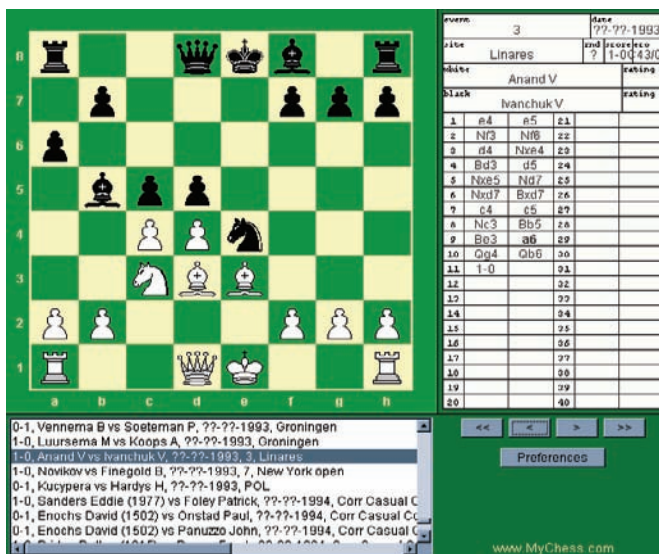 event
3
date
??-??-1993
site
Linares
rnd
?
score
1-0
eco
C43/0
white
Anand V
rating
black
Ivanchuk V
rating
1 e4 e5 21
2 Nf3 Nf6 22
3 d4 Nxe4 23
4 Bd3 d5 24
5 Nxe5 Nd7 25
6 Nxd7 Bxd7 26
7 c4 c5 27
8 Nc3 Bb5 28
9 Be3 a6 29
10 Qg4 Qb6 30
11 1-0 31
12 32
13 33
14 34
15 35
16 36
17 37
18 38
19 39
20 40
8
7
6
5
4
3
2
1
a b c d e f g h
0-1, Vennema B vs Soeteman P, ??-??-1993, Groningen
1-0, Luursema M vs Koops A, ??-??-1993, Groningen
1-0, Anand V vs Ivanchuk V, ??-??-1993, 3, Linares
1-0, Novikov vs Finegold B, ??-??-1993, 7, New York open
0-1, Kucypera vs Hardys H, ??-??-1993, POL
1-0, Sanders Eddie (1977) vs Foley Patrick, ??-??-1994, Corr Casual C
0-1, Enochs David (1502) vs Onstad Paul, ??-??-1994, Corr Casual C
0-1, Enochs David (1502) vs Panuzzo John, ??-??-1994, Corr Casual C
<< < > >>
Preferences
www.MyChess.com